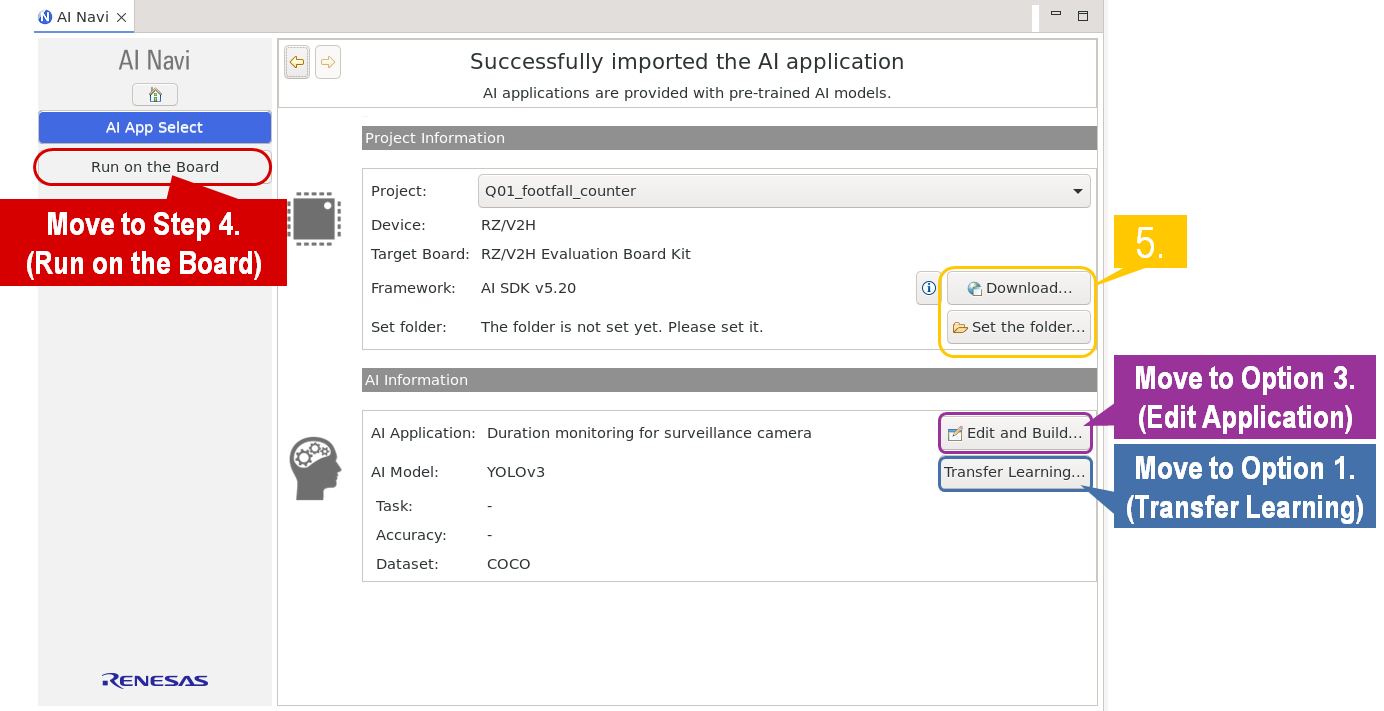 AI Navi
AI Navi
Successfully imported the AI application
AI applications are provided with pre-trained AI models.
AI App Select
Run on the Board
Move to Step 4.
(Run on the Board)
Project Information
Project: Q01_footfall_counter
Device: RZ/V2H
Target Board: RZ/V2H Evaluation Board Kit
Framework: AI SDK v5.20 Download...
Set folder: The folder is not set yet. Please set it. Set the folder...
5.
AI Information
AI Application: Duration monitoring for surveillance camera Edit and Build...
AI Model: YOLOv3 Transfer Learning...
Task: -
Accuracy: -
Dataset: COCO
Move to Option 3.
(Edit Application)
Move to Option 1.
(Transfer Learning)
RENESAS